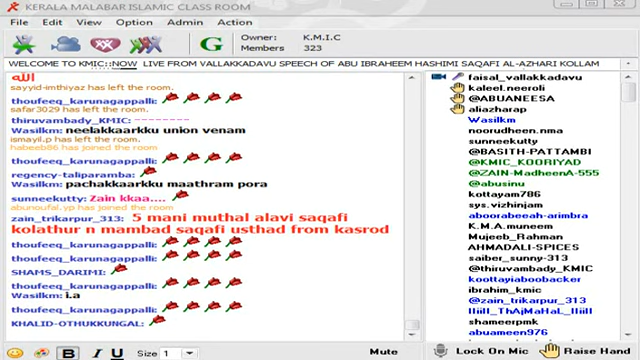 KERALA MALABAR ISLAMIC CLASS ROOM
File Edit View Option Admin Action
G Owner: K.M.I.C
Members 323
WELCOME TO KMIC::NOW LIVE FROM VALLAKKADAVU SPEECH OF ABU IBRAHEEM HASHIMI SAQAFI AL-AZHARI KOLLAM
الله
sayyid-imthiyaz has left the room.
thoufeeq_karunagappalli:
safar3029 has left the room.
thiruvambady_KMIC: --------
Wasilkm: neelakkaarkku union venam
ismayil.p has left the room.
habeeb86 has joined the room
thoufeeq_karunagappalli:
regency-taliparamba:
Wasilkm: pachakkaarkku maathram pora
sunneekutty: Zain kkaa....
abunoufal.yp has joined the room
zain_trikarpur_313: 5 mani muthal alavi saqafi
kolathur n mambad saqafi usthad from kasrod
thoufeeq_karunagappalli:
thoufeeq_karunagappalli:
SHAMS_DARIMI:
thoufeeq_karunagappalli:
Wasilkm: i.a
thoufeeq_karunagappalli:
KHALID-OTHUKKUNGAL:
B I U Size 1 Mute
faisal_vallakkadavu
kaleel.neeroli
@ABUANEESA
aliazharap
Wasilkm
noorudheen.nma
sunneekutty
@BASITH-PATTAMBI
@KMIC_KOORIYAD
@ZAIN-MadheenA-555
@abusinu
kottayam786
sys.vizhinjam
aboorabeeah-arimbra
K.M.A.muneem
Mujeeb_Rahman
AHMADALI-SPICES
saiber_sunny-313
@thiruvambady_KMIC
koottayiaboobacker
ibrahim_kmic
@zain_trikarpur_313
shameerpmk
abuameen976
Lock On Mic Raise Hand